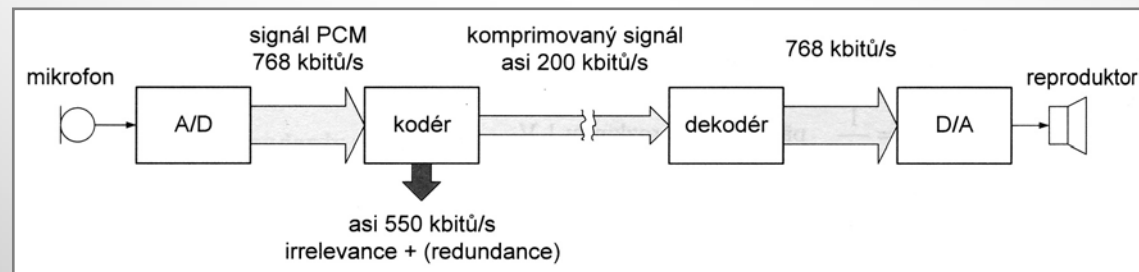 mikrofon
A/D
signál PCM
768 kbitů/s
kodér
asi 550 kbitů/s
irrelevance + (redundance)
komprimovaný signál
asi 200 kbitů/s
dekodér
768 kbitů/s
D/A
reproduktor